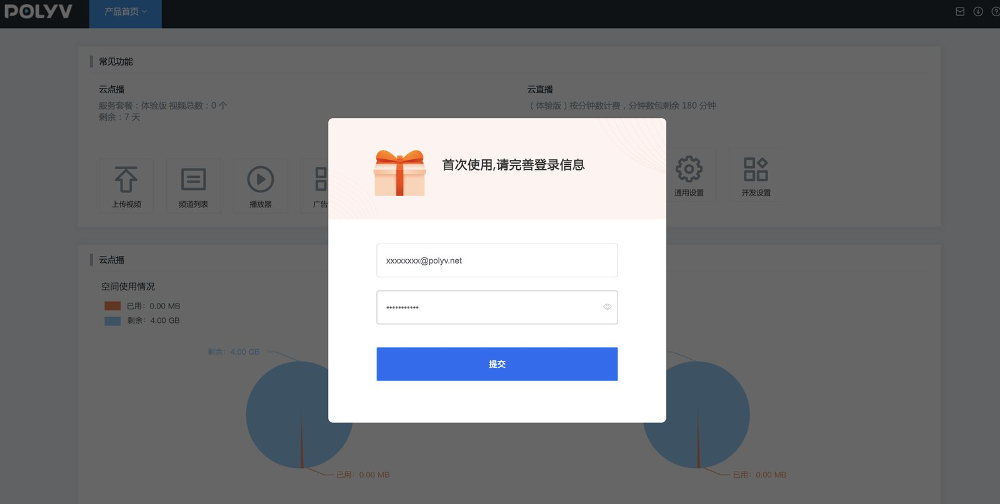 POLYV
产品首页
常见功能
云点播
服务套餐：体验版 视频总数：0 个
剩余：7 天
云直播
（体验版）按分钟数计费，分钟数包剩余 180 分钟
上传视频
频道列表
播放器
广告
通用设置
开发设置
首次使用,请完善登录信息
xxxxxxxx@polyv.net
•••••••••••
提交
云点播
空间使用情况
已用：0.00 MB
剩余：4.00 GB
剩余：4.00 GB
已用：0.00 MB
已用：0.00 MB